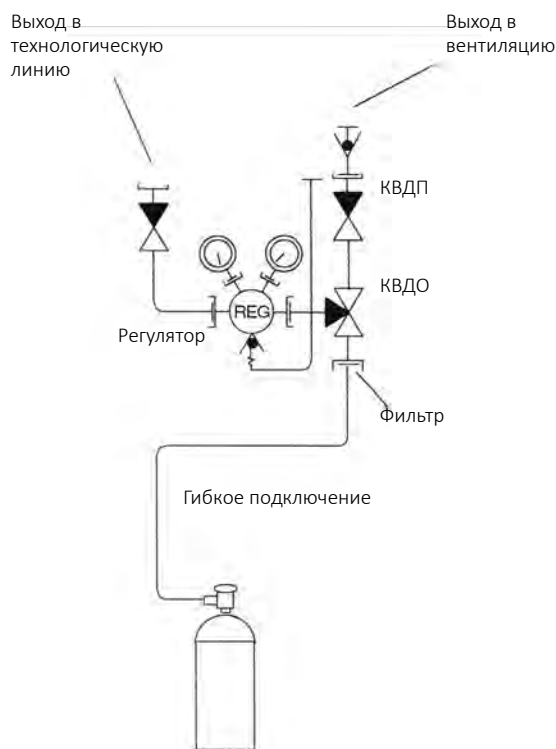 Выход в
технологическую
линию
Выход в
вентиляцию
КВДП
КВДО
REG
Регулятор
Фильтр
Гибкое подключение